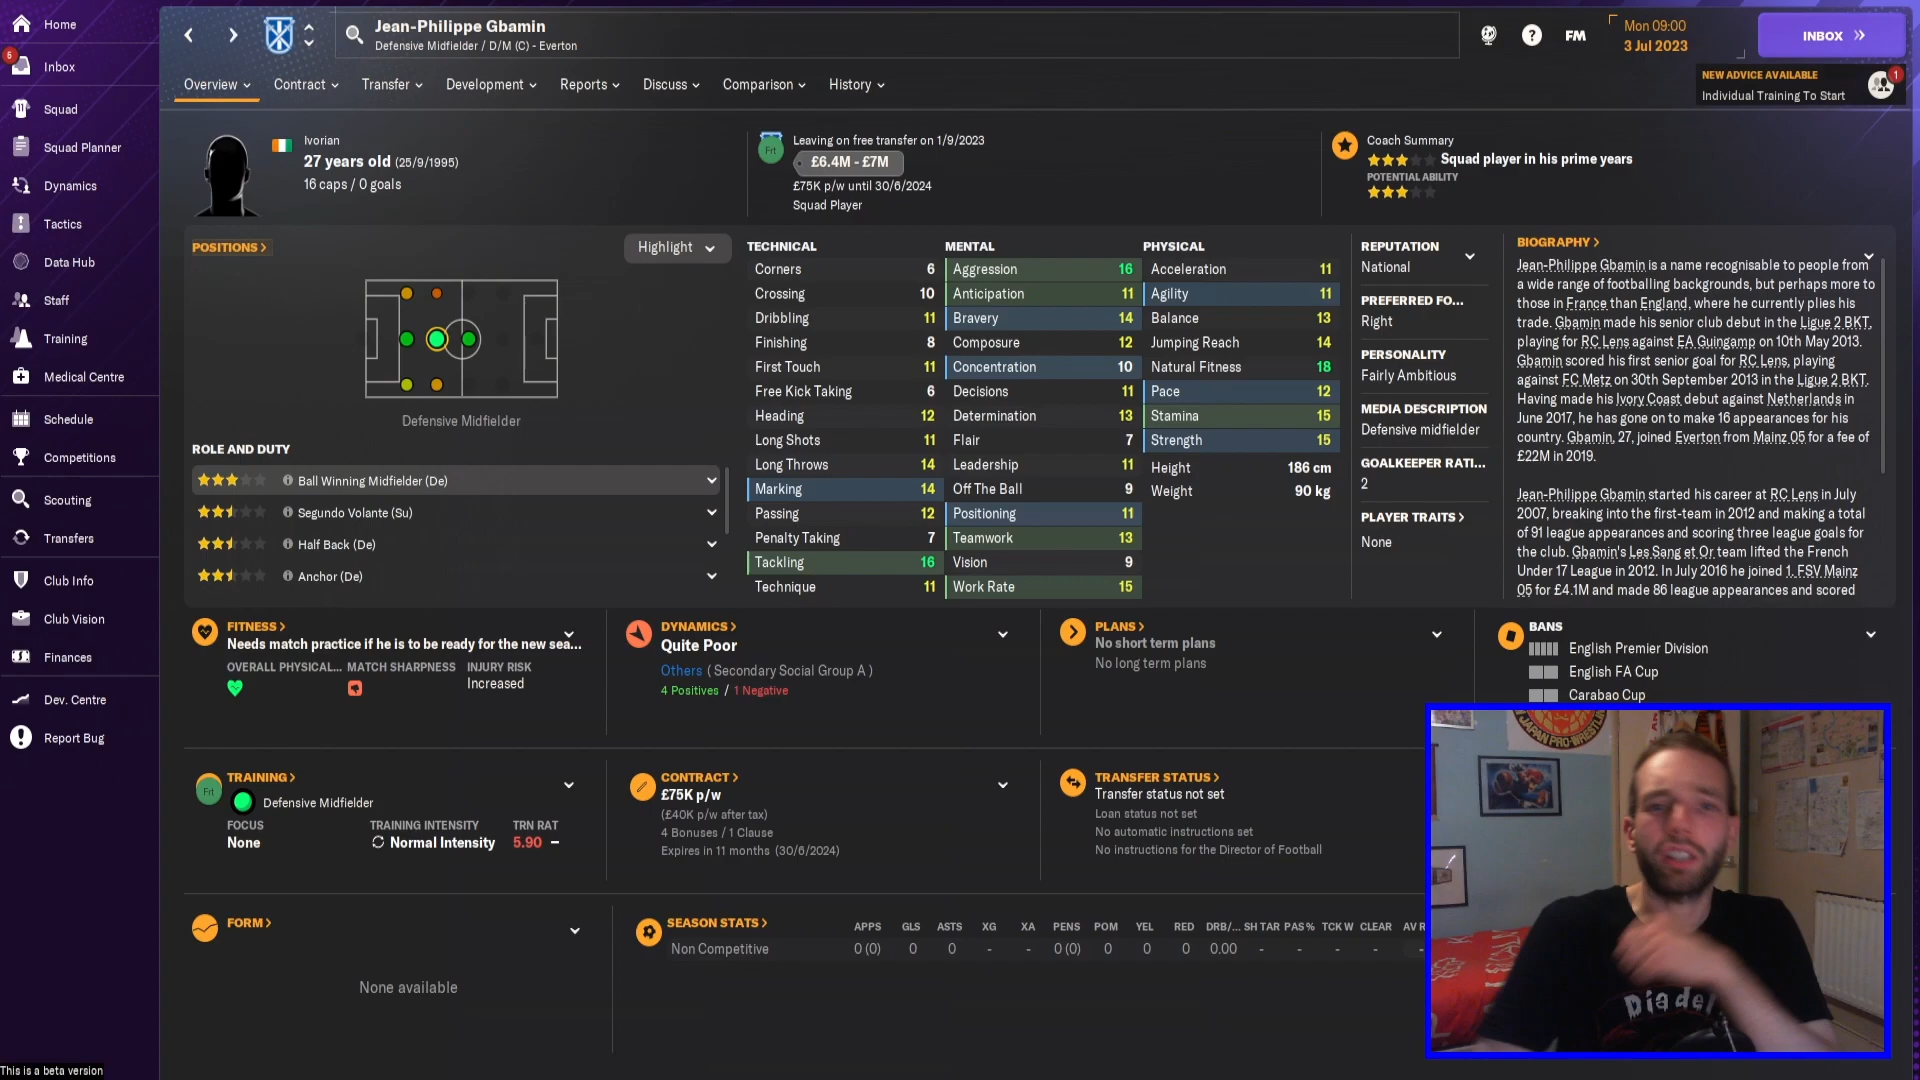 Home
6
Inbox
Squad
Squad Planner
Dynamics
Tactics
Data Hub
Staff
Training
Medical Centre
Schedule
Competitions
Scouting
Transfers
Club Info
Club Vision
Finances
Dev. Centre
Report Bug
This is a beta version
Jean-Philippe Gbamin
Defensive Midfielder / D/M (C) - Everton
FM
Mon 09:00
3 Jul 2023
INBOX
NEW ADVICE AVAILABLE
Individual Training To Start
1
Overview
Contract
Transfer
Development
Reports
Discuss
Comparison
History
Ivorian
27 years old (25/9/1995)
16 caps / 0 goals
Frt
Leaving on free transfer on 1/9/2023
£6.4M - £7M
£75K p/w until 30/6/2024
Squad Player
Coach Summary
Squad player in his prime years
POTENTIAL ABILITY
POSITIONS >
Highlight
Defensive Midfielder
ROLE AND DUTY
Ball Winning Midfielder (De)
Segundo Volante (Su)
Half Back (De)
Anchor (De)
TECHNICAL
Corners 6
Crossing 10
Dribbling 11
Finishing 8
First Touch 11
Free Kick Taking 6
Heading 12
Long Shots 11
Long Throws 14
Marking 14
Passing 12
Penalty Taking 7
Tackling 16
Technique 11
MENTAL
Aggression 16
Anticipation 11
Bravery 14
Composure 12
Concentration 10
Decisions 11
Determination 13
Flair 7
Leadership 11
Off The Ball 9
Positioning 11
Teamwork 13
Vision 9
Work Rate 15
PHYSICAL
Acceleration 11
Agility 11
Balance 13
Jumping Reach 14
Natural Fitness 18
Pace 12
Stamina 15
Strength 15
Height 186 cm
Weight 90 kg
REPUTATION
National
PREFERRED FO...
Right
PERSONALITY
Fairly Ambitious
MEDIA DESCRIPTION
Defensive midfielder
GOALKEEPER RATI...
2
PLAYER TRAITS >
None
BIOGRAPHY >
Jean-Philippe Gbamin is a name recognisable to people from
a wide range of footballing backgrounds, but perhaps more to
those in France than England, where he currently plies his
trade. Gbamin made his senior club debut in the Ligue 2 BKT,
playing for RC Lens against EA Guingamp on 10th May 2013.
Gbamin scored his first senior goal for RC Lens, playing
against FC Metz on 30th September 2013 in the Ligue 2 BKT.
Having made his Ivory Coast debut against Netherlands in
June 2017, he has gone on to make 16 appearances for his
country. Gbamin, 27, joined Everton from Mainz 05 for a fee of
£22M in 2019.
Jean-Philippe Gbamin started his career at RC Lens in July
2007, breaking into the first-team in 2012 and making a total
of 91 league appearances and scoring three league goals for
the club. Gbamin's Les Sang et Or team lifted the French
Under 17 League in 2012. In July 2016 he joined 1. FSV Mainz
05 for £4.1M and made 86 league appearances and scored
FITNESS >
Needs match practice if he is to be ready for the new sea...
OVERALL PHYSICAL...
MATCH SHARPNESS
INJURY RISK
Increased
DYNAMICS >
Quite Poor
Others ( Secondary Social Group A )
4 Positives / 1 Negative
PLANS >
No short term plans
No long term plans
BANS
English Premier Division
English FA Cup
Carabao Cup
TRAINING >
Frt
Defensive Midfielder
FOCUS
None
TRAINING INTENSITY
Normal Intensity
TRN RAT
5.90 –
CONTRACT >
£75K p/w
(£40K p/w after tax)
4 Bonuses / 1 Clause
Expires in 11 months (30/6/2024)
TRANSFER STATUS >
Transfer status not set
Loan status not set
No automatic instructions set
No instructions for the Director of Football
FORM >
None available
SEASON STATS >
APPS GLS ASTS XG XA PENS POM YEL RED DRB/... SH TAR PAS % TCK W CLEAR AV R
Non Competitive 0 (0) 0 0 - - 0 (0) 0 0 0 0.00 - - - - -
JAPAN PRO-WRESTLING
Dia del